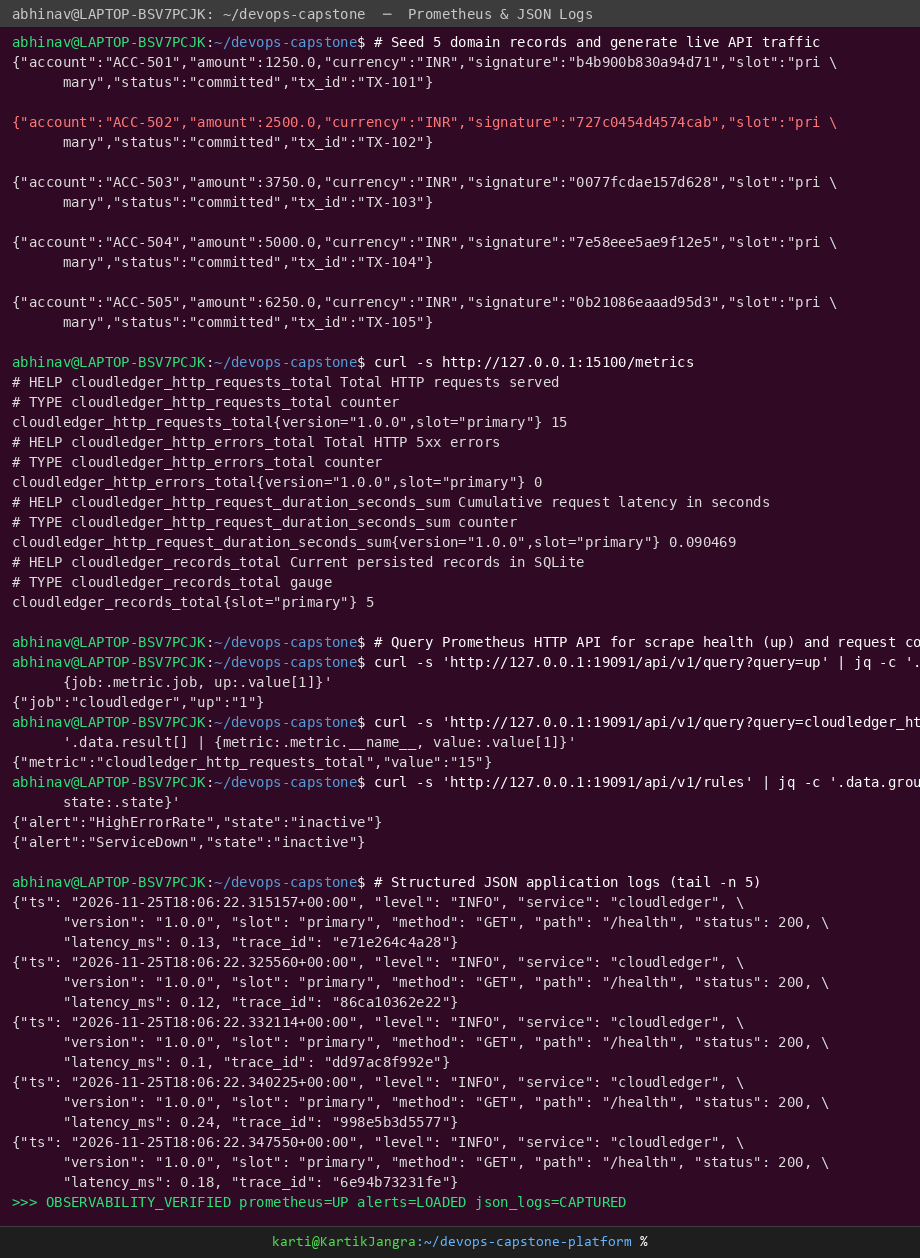 abhinav@LAPTOP-BSV7PCJK: ~/devops-capstone — Prometheus & JSON Logs
abhinav@LAPTOP-BSV7PCJK:~/devops-capstone$ # Seed 5 domain records and generate live API traffic
{"account":"ACC-501","amount":1250.0,"currency":"INR","signature":"b4b900b830a94d71","slot":"pri \
mary","status":"committed","tx_id":"TX-101"}
{"account":"ACC-502","amount":2500.0,"currency":"INR","signature":"727c0454d4574cab","slot":"pri \
mary","status":"committed","tx_id":"TX-102"}
{"account":"ACC-503","amount":3750.0,"currency":"INR","signature":"0077fcdae157d628","slot":"pri \
mary","status":"committed","tx_id":"TX-103"}
{"account":"ACC-504","amount":5000.0,"currency":"INR","signature":"7e58eee5ae9f12e5","slot":"pri \
mary","status":"committed","tx_id":"TX-104"}
{"account":"ACC-505","amount":6250.0,"currency":"INR","signature":"0b21086eaaad95d3","slot":"pri \
mary","status":"committed","tx_id":"TX-105"}
abhinav@LAPTOP-BSV7PCJK:~/devops-capstone$ curl -s http://127.0.0.1:15100/metrics
# HELP cloudledger_http_requests_total Total HTTP requests served
# TYPE cloudledger_http_requests_total counter
cloudledger_http_requests_total{version="1.0.0",slot="primary"} 15
# HELP cloudledger_http_errors_total Total HTTP 5xx errors
# TYPE cloudledger_http_errors_total counter
cloudledger_http_errors_total{version="1.0.0",slot="primary"} 0
# HELP cloudledger_http_request_duration_seconds_sum Cumulative request latency in seconds
# TYPE cloudledger_http_request_duration_seconds_sum counter
cloudledger_http_request_duration_seconds_sum{version="1.0.0",slot="primary"} 0.090469
# HELP cloudledger_records_total Current persisted records in SQLite
# TYPE cloudledger_records_total gauge
cloudledger_records_total{slot="primary"} 5
abhinav@LAPTOP-BSV7PCJK:~/devops-capstone$ # Query Prometheus HTTP API for scrape health (up) and request co
abhinav@LAPTOP-BSV7PCJK:~/devops-capstone$ curl -s 'http://127.0.0.1:19091/api/v1/query?query=up' | jq -c '.
{job:.metric.job, up:.value[1]}'
{"job":"cloudledger","up":"1"}
abhinav@LAPTOP-BSV7PCJK:~/devops-capstone$ curl -s 'http://127.0.0.1:19091/api/v1/query?query=cloudledger_ht
'.data.result[] | {metric:.metric.__name__, value:.value[1]}'
{"metric":"cloudledger_http_requests_total","value":"15"}
abhinav@LAPTOP-BSV7PCJK:~/devops-capstone$ curl -s 'http://127.0.0.1:19091/api/v1/rules' | jq -c '.data.grou
state:.state}'
{"alert":"HighErrorRate","state":"inactive"}
{"alert":"ServiceDown","state":"inactive"}
abhinav@LAPTOP-BSV7PCJK:~/devops-capstone$ # Structured JSON application logs (tail -n 5)
{"ts": "2026-11-25T18:06:22.315157+00:00", "level": "INFO", "service": "cloudledger", \
"version": "1.0.0", "slot": "primary", "method": "GET", "path": "/health", "status": 200, \
"latency_ms": 0.13, "trace_id": "e71e264c4a28"}
{"ts": "2026-11-25T18:06:22.325560+00:00", "level": "INFO", "service": "cloudledger", \
"version": "1.0.0", "slot": "primary", "method": "GET", "path": "/health", "status": 200, \
"latency_ms": 0.12, "trace_id": "86ca10362e22"}
{"ts": "2026-11-25T18:06:22.332114+00:00", "level": "INFO", "service": "cloudledger", \
"version": "1.0.0", "slot": "primary", "method": "GET", "path": "/health", "status": 200, \
"latency_ms": 0.1, "trace_id": "dd97ac8f992e"}
{"ts": "2026-11-25T18:06:22.340225+00:00", "level": "INFO", "service": "cloudledger", \
"version": "1.0.0", "slot": "primary", "method": "GET", "path": "/health", "status": 200, \
"latency_ms": 0.24, "trace_id": "998e5b3d5577"}
{"ts": "2026-11-25T18:06:22.347550+00:00", "level": "INFO", "service": "cloudledger", \
"version": "1.0.0", "slot": "primary", "method": "GET", "path": "/health", "status": 200, \
"latency_ms": 0.18, "trace_id": "6e94b73231fe"}
>>> OBSERVABILITY_VERIFIED prometheus=UP alerts=LOADED json_logs=CAPTURED
karti@KartikJangra:~/devops-capstone-platform %